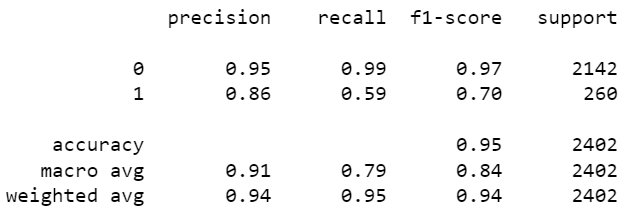 precision recall f1-score support
0 0.95 0.99 0.97 2142
1 0.86 0.59 0.70 260
accuracy 0.95 2402
macro avg 0.91 0.79 0.84 2402
weighted avg 0.94 0.95 0.94 2402